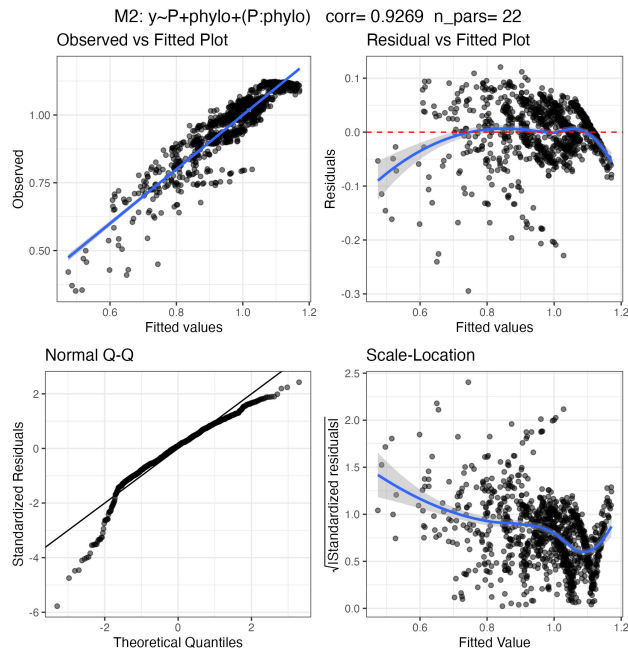 M2: y~P+phylo+(P:phylo) corr= 0.9269 n_pars= 22
Observed vs Fitted Plot
Observed
1.00
0.75
0.50
0.6 0.8 1.0 1.2
Fitted values
Residual vs Fitted Plot
Residuals
0.1
0.0
-0.1
-0.2
-0.3
0.6 0.8 1.0 1.2
Fitted values
Normal Q-Q
Standardized Residuals
2
0
-2
-4
-6
-2 0 2
Theoretical Quantiles
Scale-Location
√|Standardized residuals|
2.5
2.0
1.5
1.0
0.5
0.0
0.6 0.8 1.0 1.2
Fitted Value